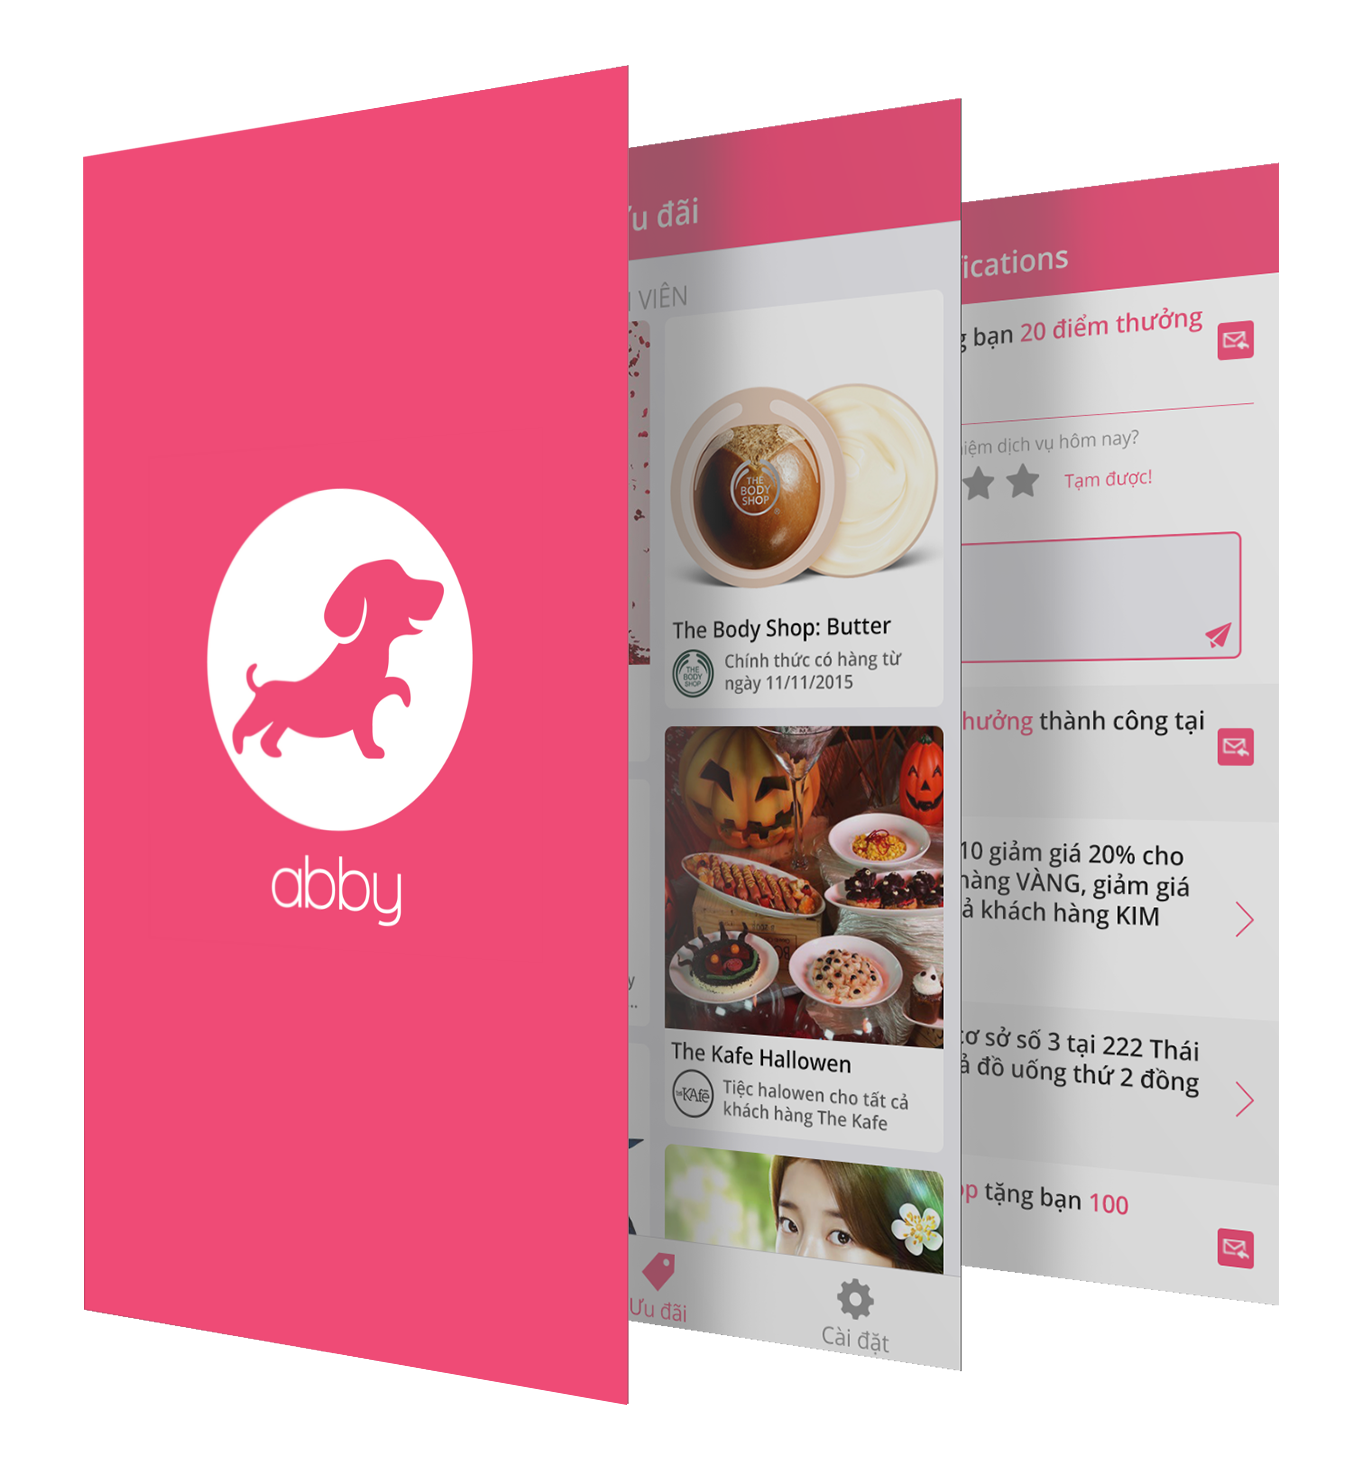 abby
Ưu đãi
VIÊN
THE
BODY
SHOP
The Body Shop: Butter
THE
BODY
SHOP
Chính thức có hàng từ
ngày 11/11/2015
The Kafe Hallowen
THE KAfe
Tiệc halowen cho tất cả
khách hàng The Kafe
Ưu đãi
Cài đặt
ications
bạn 20 điểm thưởng
iệm dịch vụ hôm nay?
Tạm được!
hưởng thành công tại
10 giảm giá 20% cho
hàng VÀNG, giảm giá
ả khách hàng KIM
cơ sở số 3 tại 222 Thái
ả đồ uống thứ 2 đồng
op tặng bạn 100